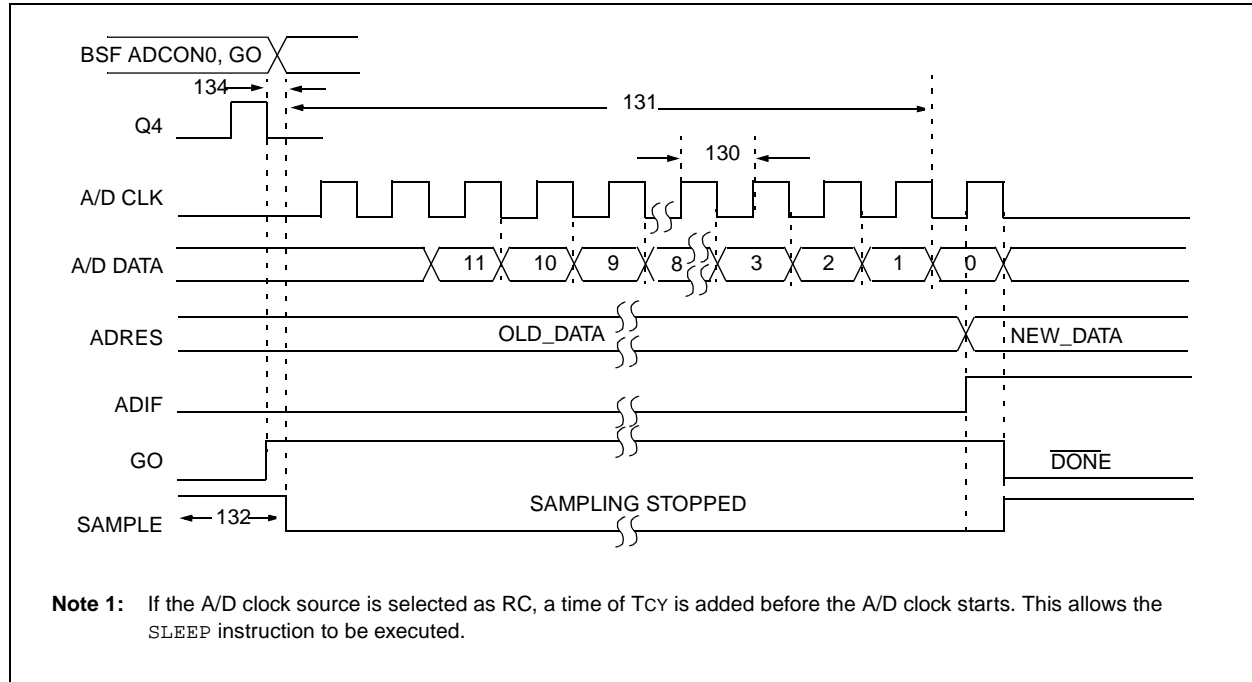 BSF ADCON0, GO
134
131
Q4
130
A/D CLK
A/D DATA 11 10 9 8 3 2 1 0
ADRES OLD_DATA NEW_DATA
ADIF
GO DONE
SAMPLE 132 SAMPLING STOPPED
Note 1: If the A/D clock source is selected as RC, a time of TCY is added before the A/D clock starts. This allows the
SLEEP instruction to be executed.